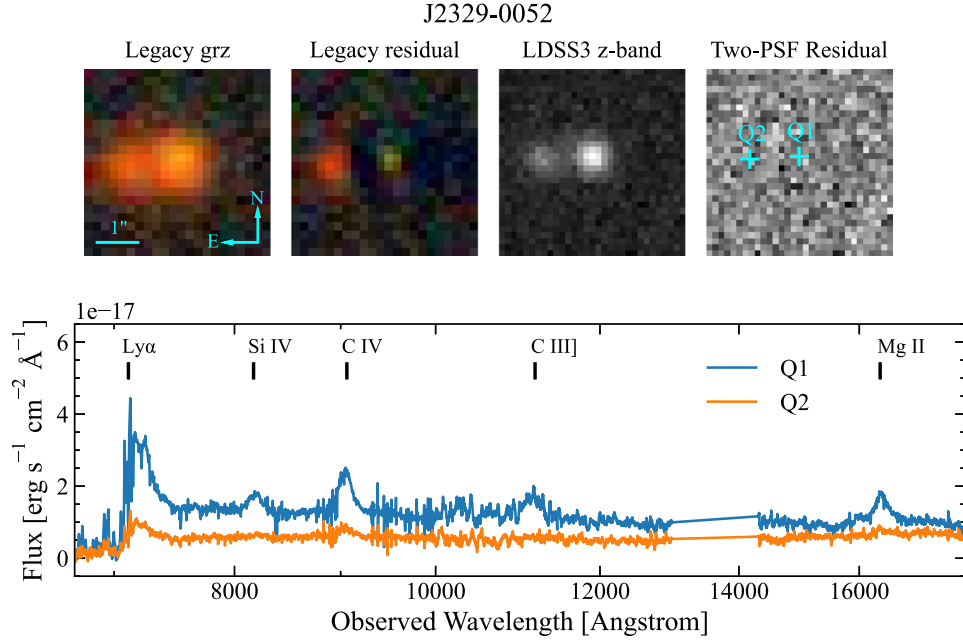 J2329-0052
Legacy grz
Legacy residual
LDSS3 z-band
Two-PSF Residual
1"
N
E
Q2
Q1
1e−17
Lyα
Si IV
C IV
C III]
Mg II
Q1
Q2
6
4
2
0
Flux [erg s⁻¹ cm⁻² Å⁻¹]
8000
10000
12000
14000
16000
Observed Wavelength [Angstrom]